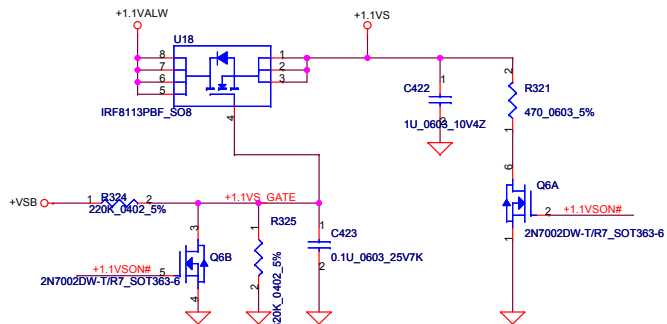 +1.1VALW
+1.1VS
U18
8
7
6
5
1
2
3
4
IRF8113PBF_SO8
C422
1
2
1U_0603_10V4Z
2
R321
470_0603_5%
1
6
Q6A
2
+1.1VSON#
1
2N7002DW-T/R7_SOT363-6
+VSB
1
R324
2
220K_0402_5%
+1.1VS_GATE
3
Q6B
+1.1VSON#
5
2N7002DW-T/R7_SOT363-6
4
R325
1
2
20K_0402_5%
1
C423
0.1U_0603_25V7K
2